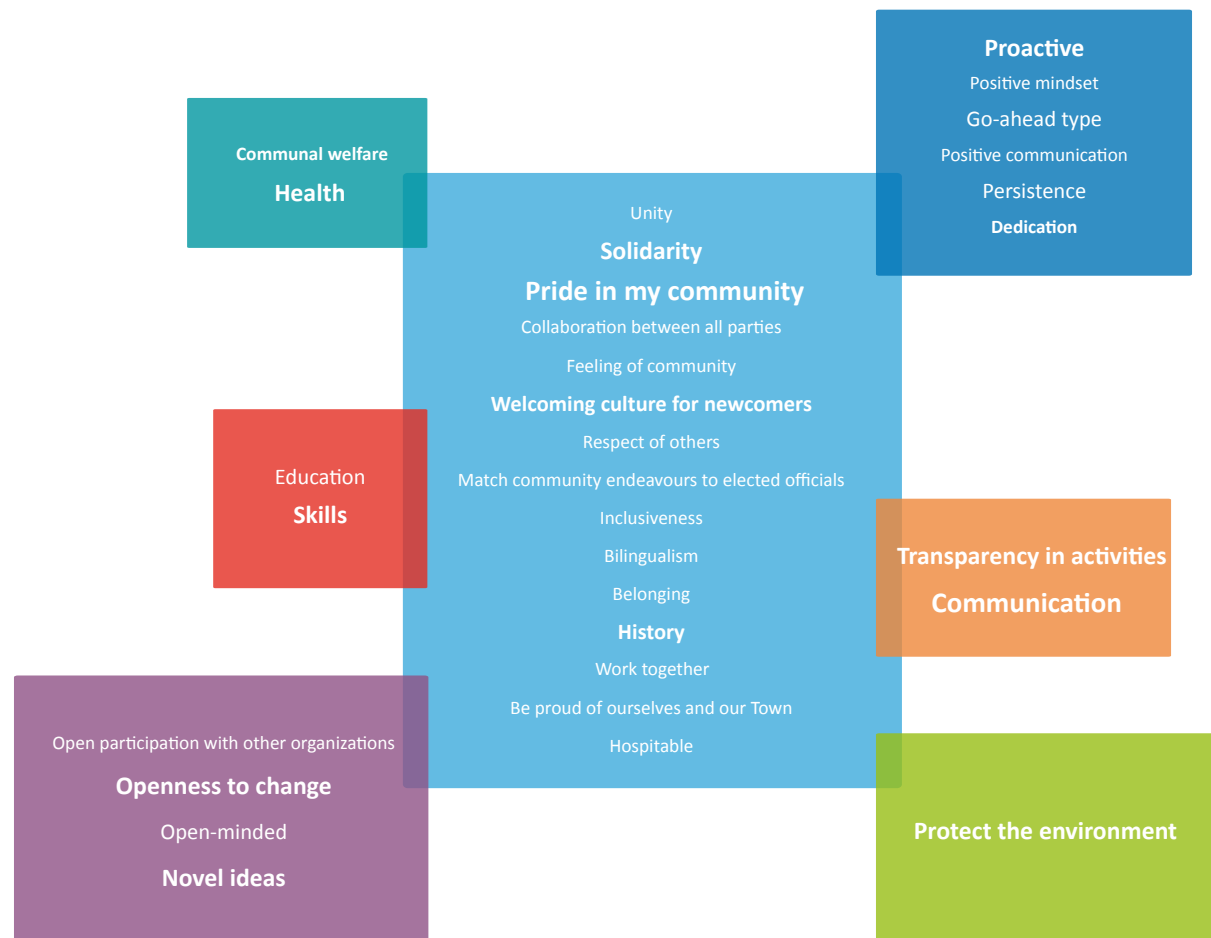 Proactive
Positive mindset
Go-ahead type
Positive communication
Persistence
Dedication
Communal welfare
Health
Unity
Solidarity
Pride in my community
Collaboration between all parties
Feeling of community
Welcoming culture for newcomers
Respect of others
Match community endeavours to elected officials
Inclusiveness
Bilingualism
Belonging
History
Work together
Be proud of ourselves and our Town
Hospitable
Education
Skills
Transparency in activities
Communication
Open participation with other organizations
Openness to change
Open-minded
Novel ideas
Protect the environment